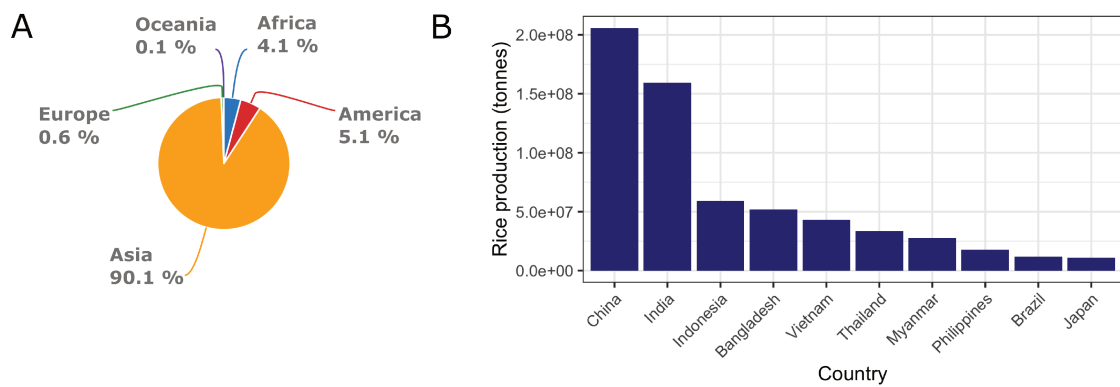 A
Oceania
0.1 %
Africa
4.1 %
Europe
0.6 %
America
5.1 %
Asia
90.1 %
B
Rice production (tonnes)
2.0e+08
1.5e+08
1.0e+08
5.0e+07
0.0e+00
China
India
Indonesia
Bangladesh
Vietnam
Thailand
Myanmar
Philippines
Brazil
Japan
Country